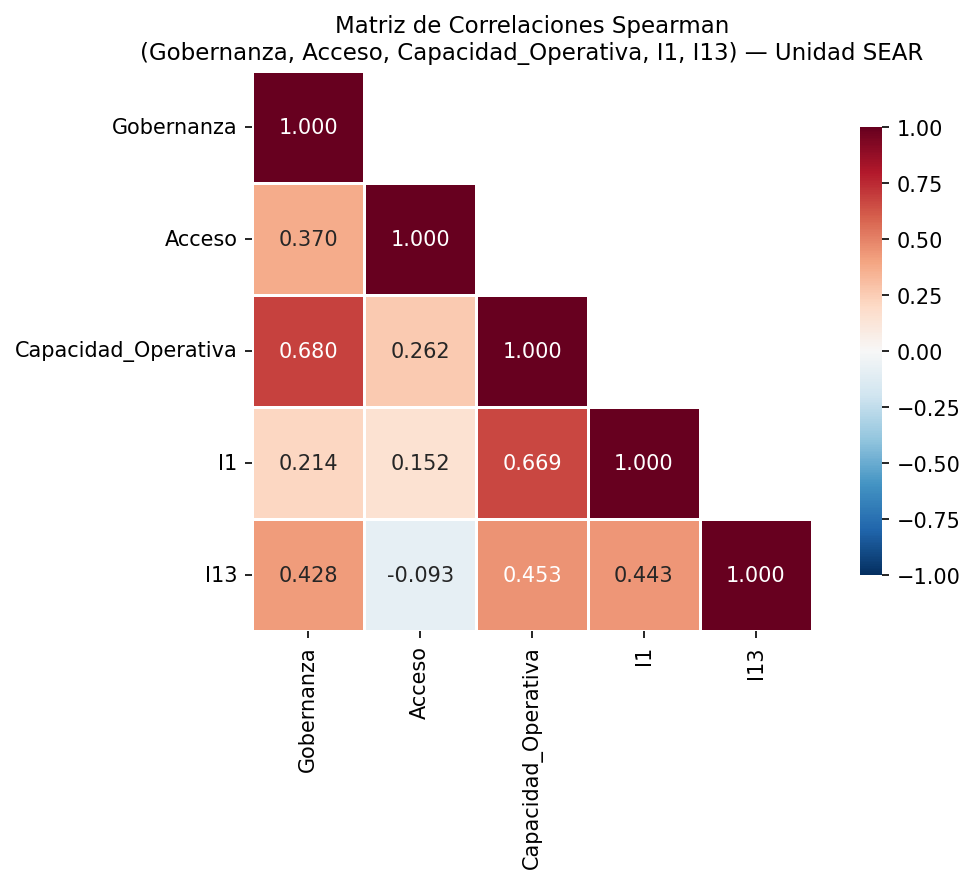 Matriz de Correlaciones Spearman
(Gobernanza, Acceso, Capacidad_Operativa, I1, I13) — Unidad SEAR
Gobernanza 1.000
Acceso 0.370 1.000
Capacidad_Operativa 0.680 0.262 1.000
I1 0.214 0.152 0.669 1.000
I13 0.428 -0.093 0.453 0.443 1.000
Gobernanza Acceso Capacidad_Operativa I1 I13
1.00
0.75
0.50
0.25
0.00
−0.25
−0.50
−0.75
−1.00